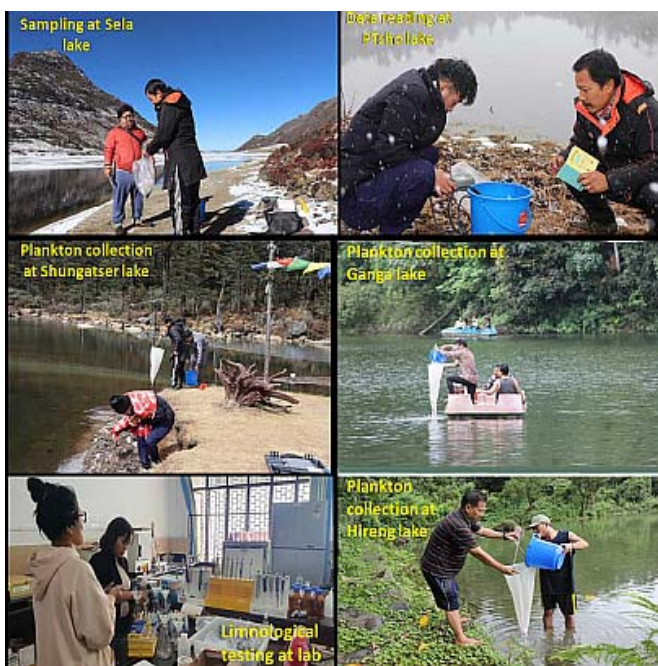 Sampling at Sela
lake
Data reading at
PTsho lake
Plankton collection
at Shungatser lake
Plankton collection at
Ganga lake
Limnological
testing at lab
Plankton
collection at
Hireng lake